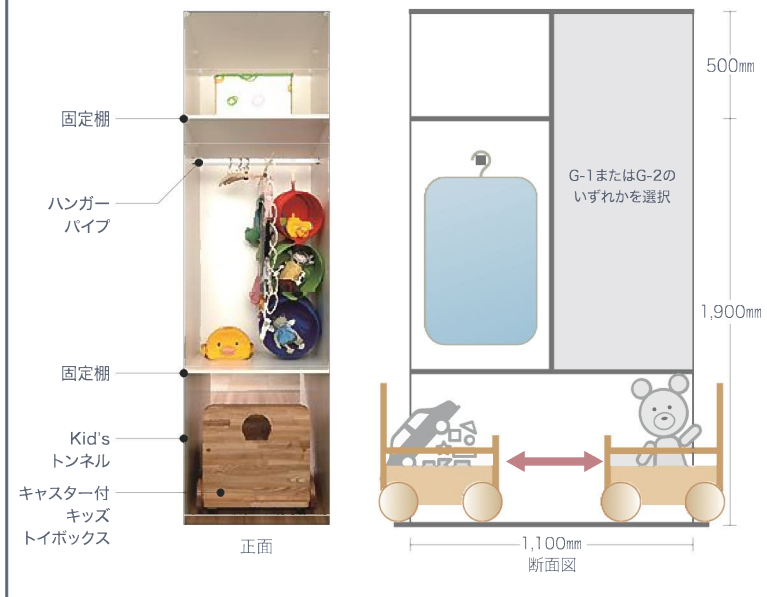 固定棚
ハンガー
パイプ
固定棚
Kid's
トンネル
キャスター付
キッズ
トイボックス
正面
G-1またはG-2の
いずれかを選択
500㎜
1,900㎜
1,100㎜
断面図